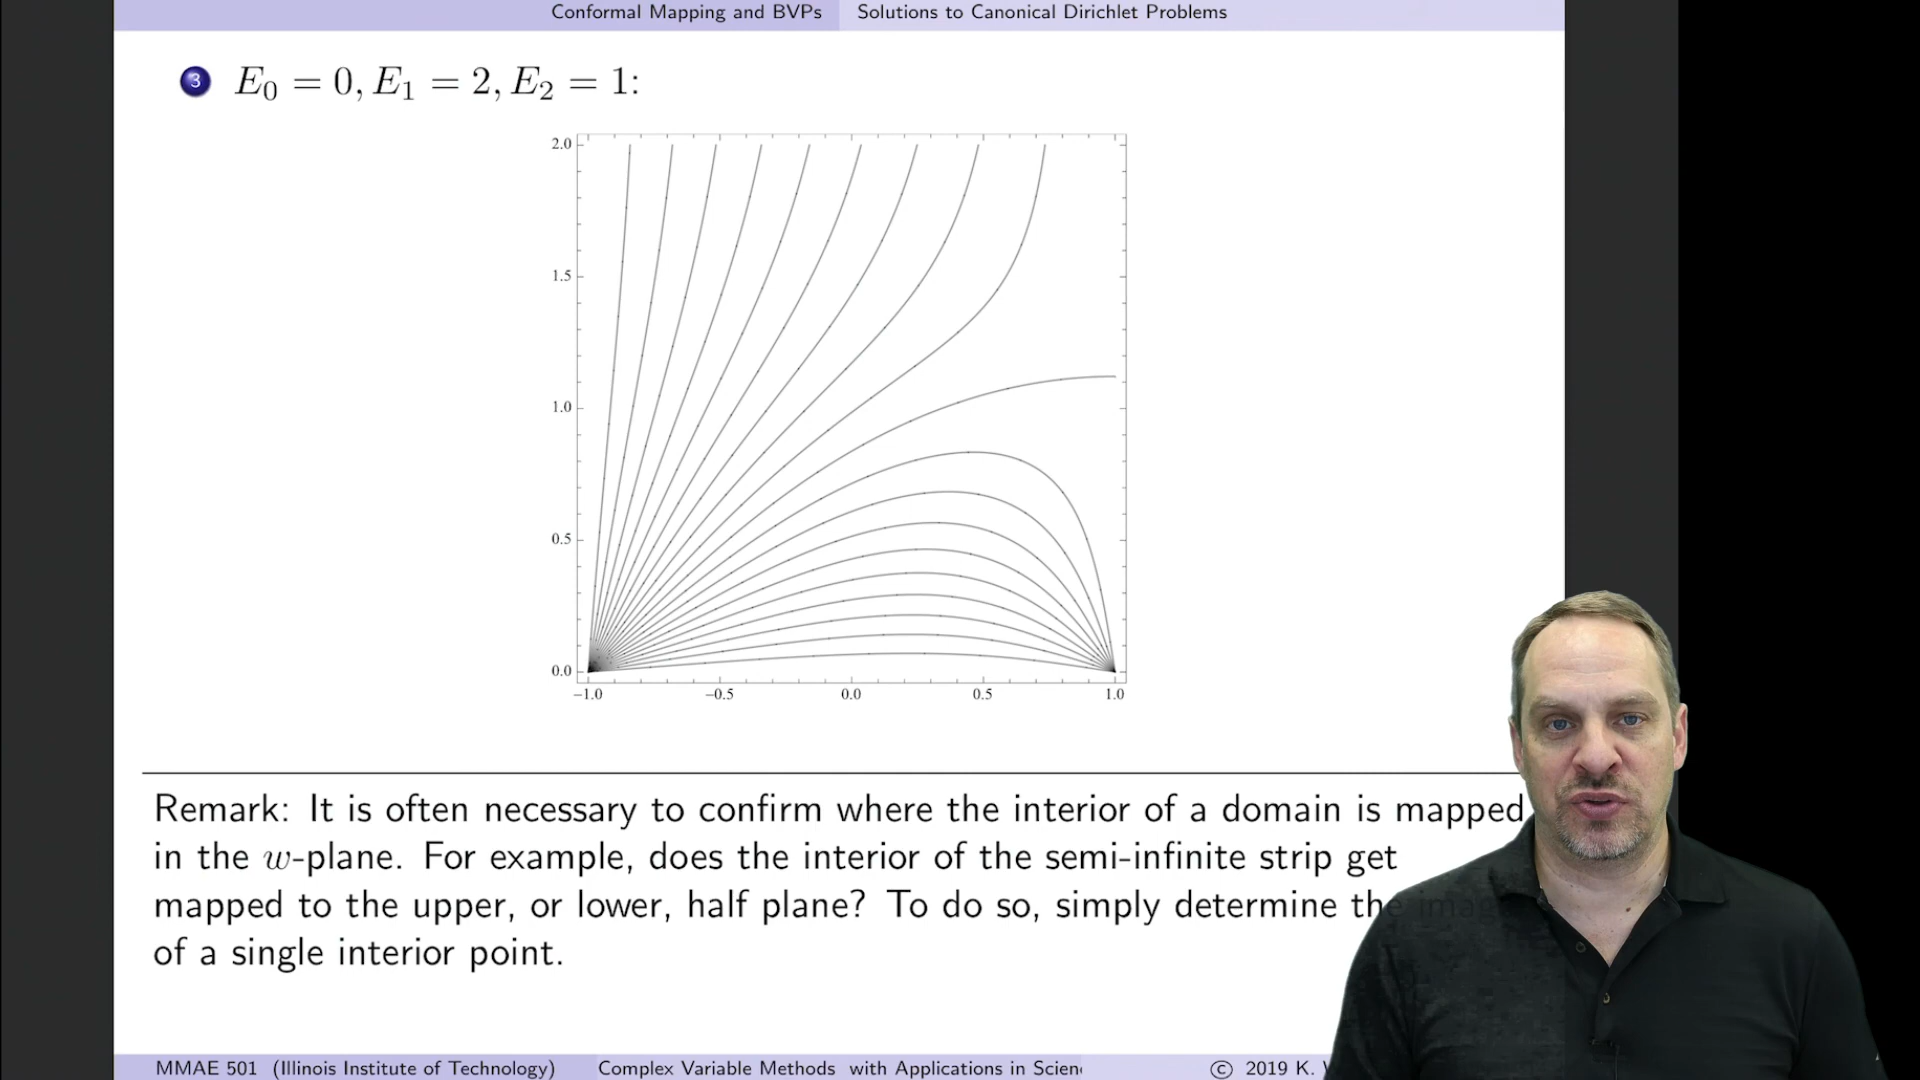 Conformal Mapping and BVPs Solutions to Canonical Dirichlet Problems
3 E₀ = 0, E₁ = 2, E₂ = 1:
2.0
1.5
1.0
0.5
0.0
−1.0 −0.5 0.0 0.5 1.0
Remark: It is often necessary to confirm where the interior of a domain is mapped
in the w-plane. For example, does the interior of the semi-infinite strip get
mapped to the upper, or lower, half plane? To do so, simply determine the
of a single interior point.
MMAE 501 (Illinois Institute of Technology) Complex Variable Methods with Applications in © 2019 K.